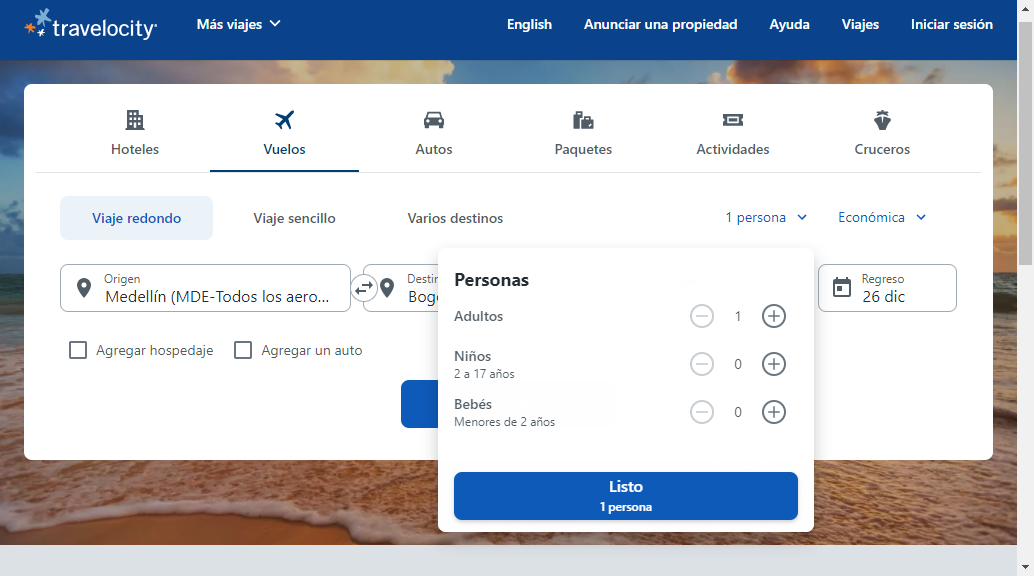 travelocity
Más viajes
English
Anunciar una propiedad
Ayuda
Viajes
Iniciar sesión
Hoteles
Vuelos
Autos
Paquetes
Actividades
Cruceros
Viaje redondo
Viaje sencillo
Varios destinos
1 persona
Económica
Origen
Medellín (MDE-Todos los aero...
Personas
Adultos
1
Niños
2 a 17 años
0
Bebés
Menores de 2 años
0
Listo
1 persona
Regreso
26 dic
Agregar hospedaje
Agregar un auto